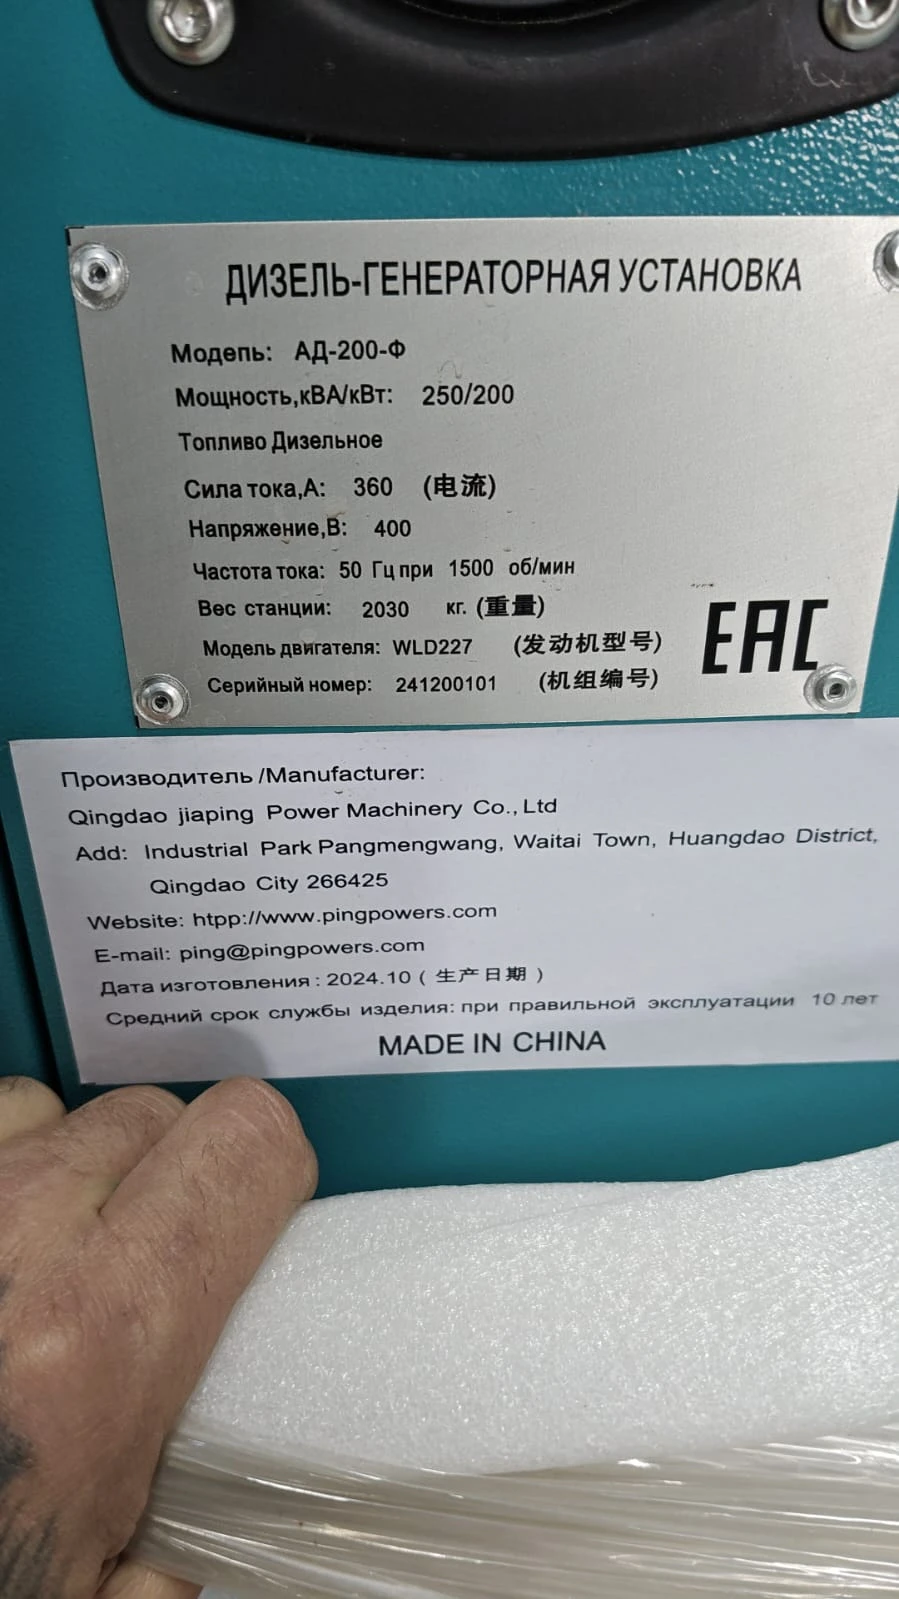 ДИЗЕЛЬ-ГЕНЕРАТОРНАЯ УСТАНОВКА
Модепь: АД-200-Ф
Мощность,кВА/кВт: 250/200
Топливо Дизельное
Сила тока,А: 360 (电流)
Напряжение,В: 400
Частота тока: 50 Гц при 1500 об/мин
Вес станции: 2030 кг. (重量)
Модель двигателя: WLD227 (发动机型号)
Серийный номер: 241200101 (机组编号)
EAC
Производитель /Manufacturer:
Qingdao jiaping Power Machinery Co., Ltd
Add: Industrial Park Pangmengwang, Waitai Town, Huangdao District,
Qingdao City 266425
Website: htpp://www.pingpowers.com
E-mail: ping@pingpowers.com
Дата изготовления : 2024.10 ( 生产日期 )
Средний срок службы изделия: при правильной эксплуатации 10 лет
MADE IN CHINA